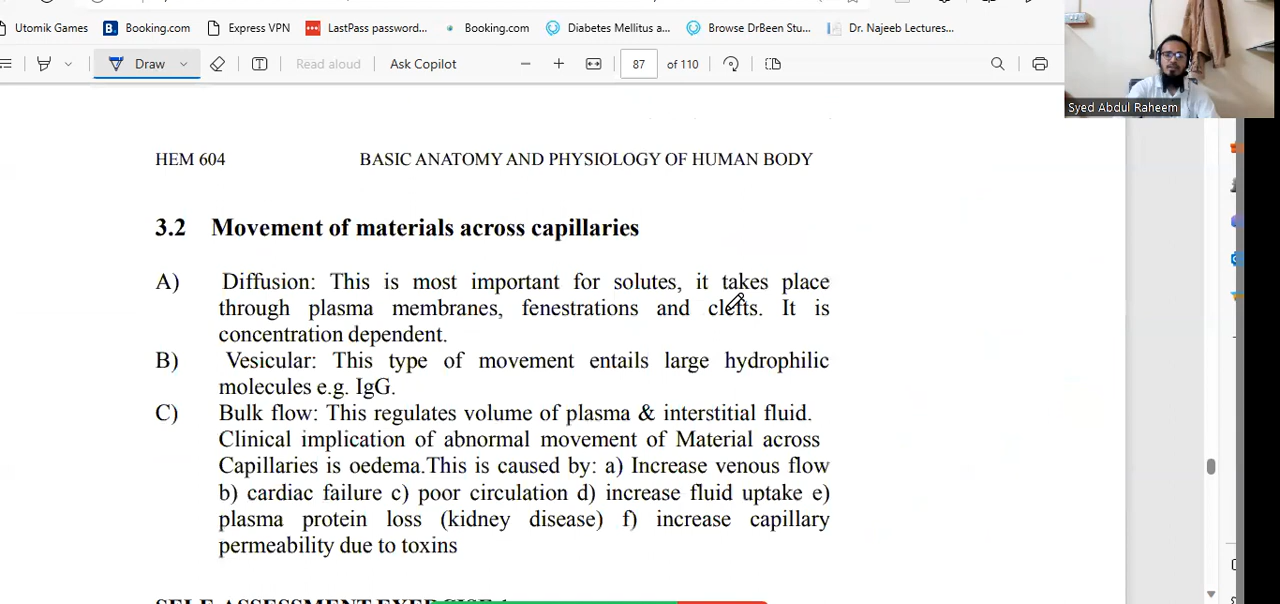 Utomik Games Booking.com Express VPN LastPass password... Booking.com Diabetes Mellitus a... Browse DrBeen Stu... Dr. Najeeb Lectures...
Draw Read aloud Ask Copilot 87 of 110
Syed Abdul Raheem
HEM 604 BASIC ANATOMY AND PHYSIOLOGY OF HUMAN BODY
3.2 Movement of materials across capillaries
A) Diffusion: This is most important for solutes, it takes place
through plasma membranes, fenestrations and clefts. It is
concentration dependent.
B) Vesicular: This type of movement entails large hydrophilic
molecules e.g. IgG.
C) Bulk flow: This regulates volume of plasma & interstitial fluid.
Clinical implication of abnormal movement of Material across
Capillaries is oedema.This is caused by: a) Increase venous flow
b) cardiac failure c) poor circulation d) increase fluid uptake e)
plasma protein loss (kidney disease) f) increase capillary
permeability due to toxins
SELF-ASSESSMENT EXERCISE 1